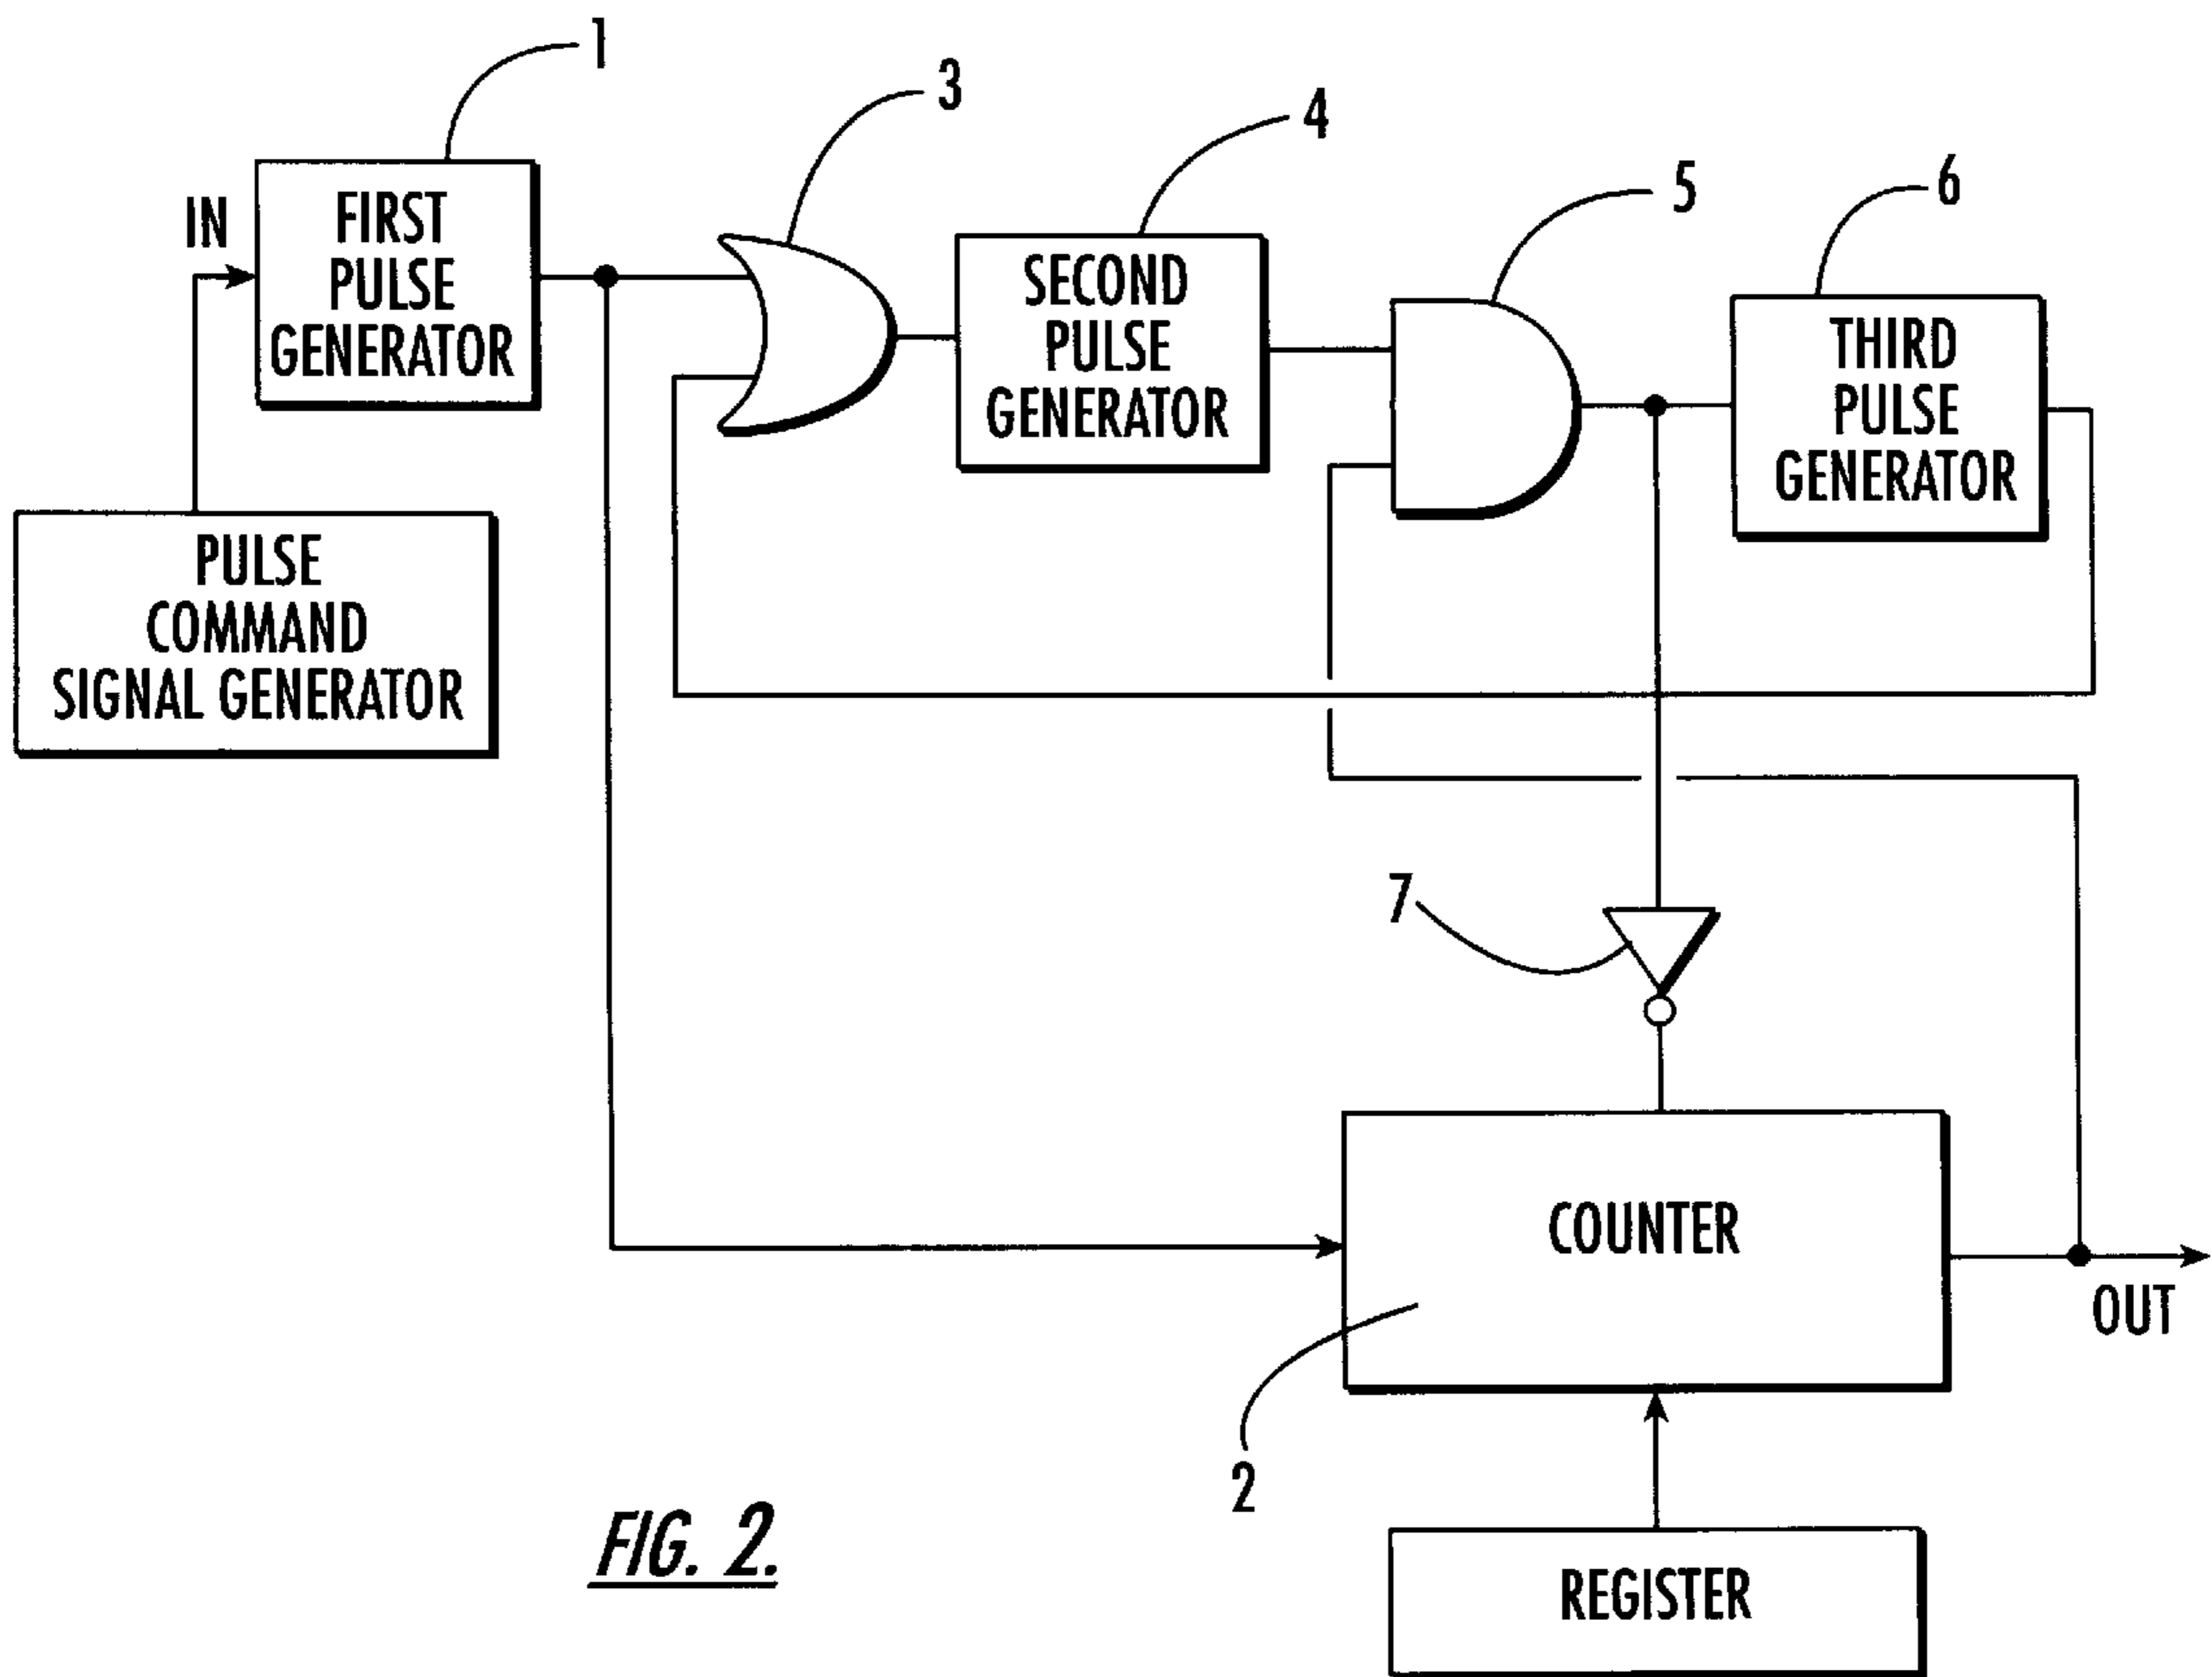 1
3
4
5
6
IN
FIRST
PULSE
GENERATOR
SECOND
PULSE
GENERATOR
THIRD
PULSE
GENERATOR
PULSE
COMMAND
SIGNAL GENERATOR
7
COUNTER
OUT
2
REGISTER
FIG. 2.